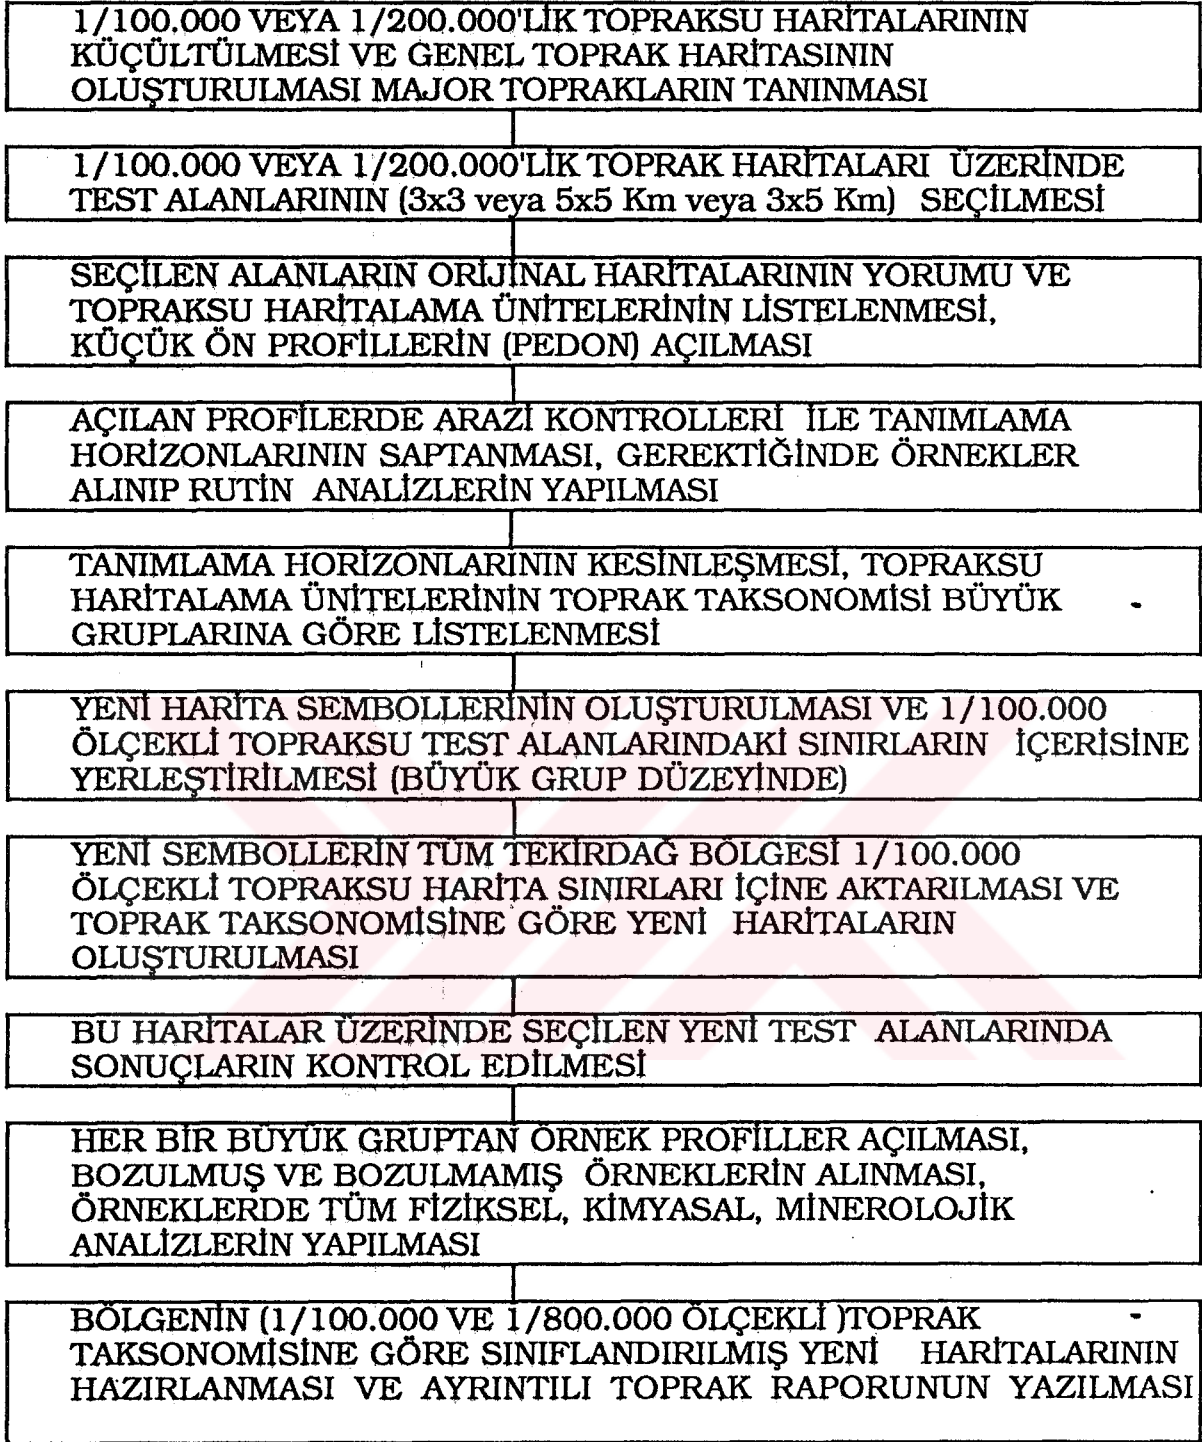 1/100.000 VEYA 1/200.000'LİK TOPRAKSU HARİTALARININ
KÜÇÜLTÜLMESİ VE GENEL TOPRAK HARİTASININ
OLUŞTURULMASI MAJOR TOPRAKLARIN TANINMASI
1/100.000 VEYA 1/200.000'LİK TOPRAK HARİTALARI ÜZERİNDE
TEST ALANLARININ (3x3 veya 5x5 Km veya 3x5 Km) SEÇİLMESİ
SEÇİLEN ALANLARIN ORİJİNAL HARİTALARININ YORUMU VE
TOPRAKSU HARİTALAMA ÜNİTELERİNİN LİSTELENMESİ,
KÜÇÜK ÖN PROFİLLERİN (PEDON) AÇILMASI
AÇILAN PROFİLERDE ARAZİ KONTROLLERİ İLE TANIMLAMA
HORİZONLARININ SAPTANMASI, GEREKTİĞİNDE ÖRNEKLER
ALINIP RUTİN ANALİZLERİN YAPILMASI
TANIMLAMA HORİZONLARININ KESİNLEŞMESİ, TOPRAKSU
HARİTALAMA ÜNİTELERİNİN TOPRAK TAKSONOMİSİ BÜYÜK
GRUPLARINA GÖRE LİSTELENMESİ
YENİ HARİTA SEMBOLLERİNİN OLUŞTURULMASI VE 1/100.000
ÖLÇEKLİ TOPRAKSU TEST ALANLARINDAKİ SINIRLARIN İÇERİSİNE
YERLEŞTİRİLMESİ (BÜYÜK GRUP DÜZEYİNDE)
YENİ SEMBOLLERİN TÜM TEKİRDAĞ BÖLGESİ 1/100.000
ÖLÇEKLİ TOPRAKSU HARİTA SINIRLARI İÇİNE AKTARILMASI VE
TOPRAK TAKSONOMİSİNE GÖRE YENİ HARİTALARIN
OLUŞTURULMASI
BU HARİTALAR ÜZERİNDE SEÇİLEN YENİ TEST ALANLARINDA
SONUÇLARIN KONTROL EDİLMESİ
HER BİR BÜYÜK GRUPTAN ÖRNEK PROFİLLER AÇILMASI,
BOZULMUŞ VE BOZULMAMIŞ ÖRNEKLERİN ALINMASI,
ÖRNEKLERDE TÜM FİZİKSEL, KİMYASAL, MİNEROLOJİK
ANALİZLERİN YAPILMASI
BÖLGENİN (1/100.000 VE 1/800.000 ÖLÇEKLİ )TOPRAK
TAKSONOMİSİNE GÖRE SINIFLANDIRILMIŞ YENİ HARİTALARININ
HAZIRLANMASI VE AYRINTILI TOPRAK RAPORUNUN YAZILMASI